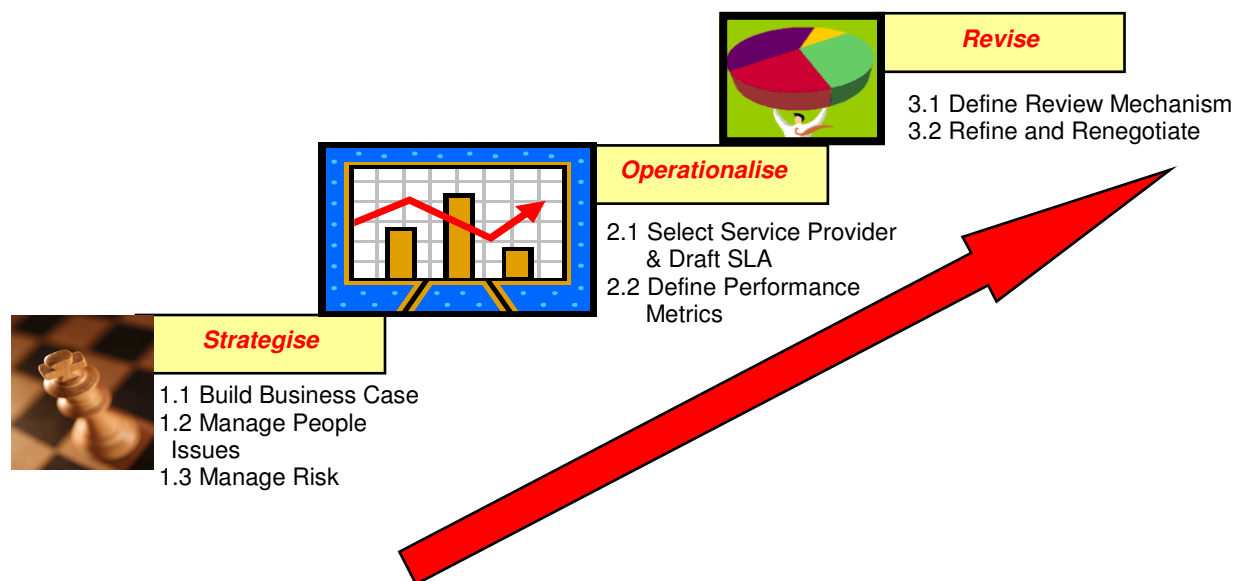 Revise
3.1 Define Review Mechanism
3.2 Refine and Renegotiate
Operationalise
2.1 Select Service Provider
& Draft SLA
2.2 Define Performance
Metrics
Strategise
1.1 Build Business Case
1.2 Manage People
Issues
1.3 Manage Risk